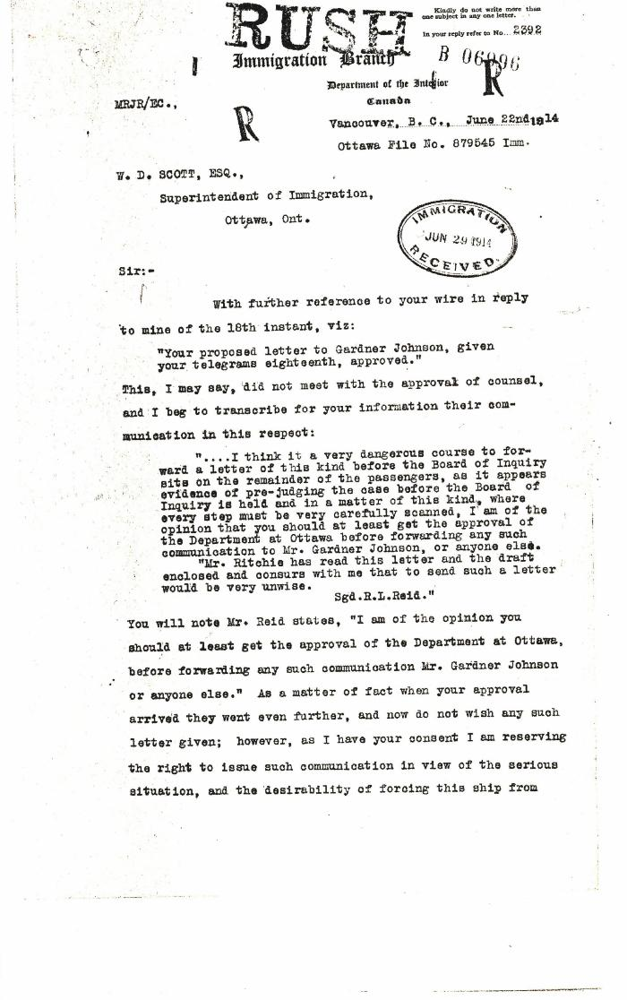 Kindly do not write more than
one subject in any one letter.
RUSH
In your reply refer to No. 2392
Immigration Branch
B 06996
Department of the Interior
R
Canada
MRJR/EC.,
R
Vancouver, B. C., June 22nd 1914
Ottawa File No. 879545 Imm.
W. D. SCOTT, ESQ.,
Superintendent of Immigration,
Ottawa, Ont.
IMMIGRATION
JUN 29 1914
RECEIVED.
Sir:-
With further reference to your wire in reply
to mine of the 18th instant, viz:
"Your proposed letter to Gardner Johnson, given
your telegrams eighteenth, approved."
This, I may say, did not meet with the approval of counsel,
and I beg to transcribe for your information their com-
munication in this respect:
"....I think it a very dangerous course to for-
ward a letter of this kind before the Board of Inquiry
sits on the remainder of the passengers, as it appears
evidence of pre-judging the case before the Board of
Inquiry is held and in a matter of this kind, where
every step must be very carefully scanned, I am of the
opinion that you should at least get the approval of
the Department at Ottawa before forwarding any such
communication to Mr. Gardner Johnson, or anyone else.
"Mr. Ritchie has read this letter and the draft
enclosed and consurs with me that to send such a letter
would be very unwise.
Sgd.R.L.Reid."
You will note Mr. Reid states, "I am of the opinion you
should at least get the approval of the Department at Ottawa,
before forwarding any such communication Mr. Gardner Johnson
or anyone else." As a matter of fact when your approval
arrived they went even further, and now do not wish any such
letter given; however, as I have your consent I am reserving
the right to issue such communication in view of the serious
situation, and the desirability of forcing this ship from